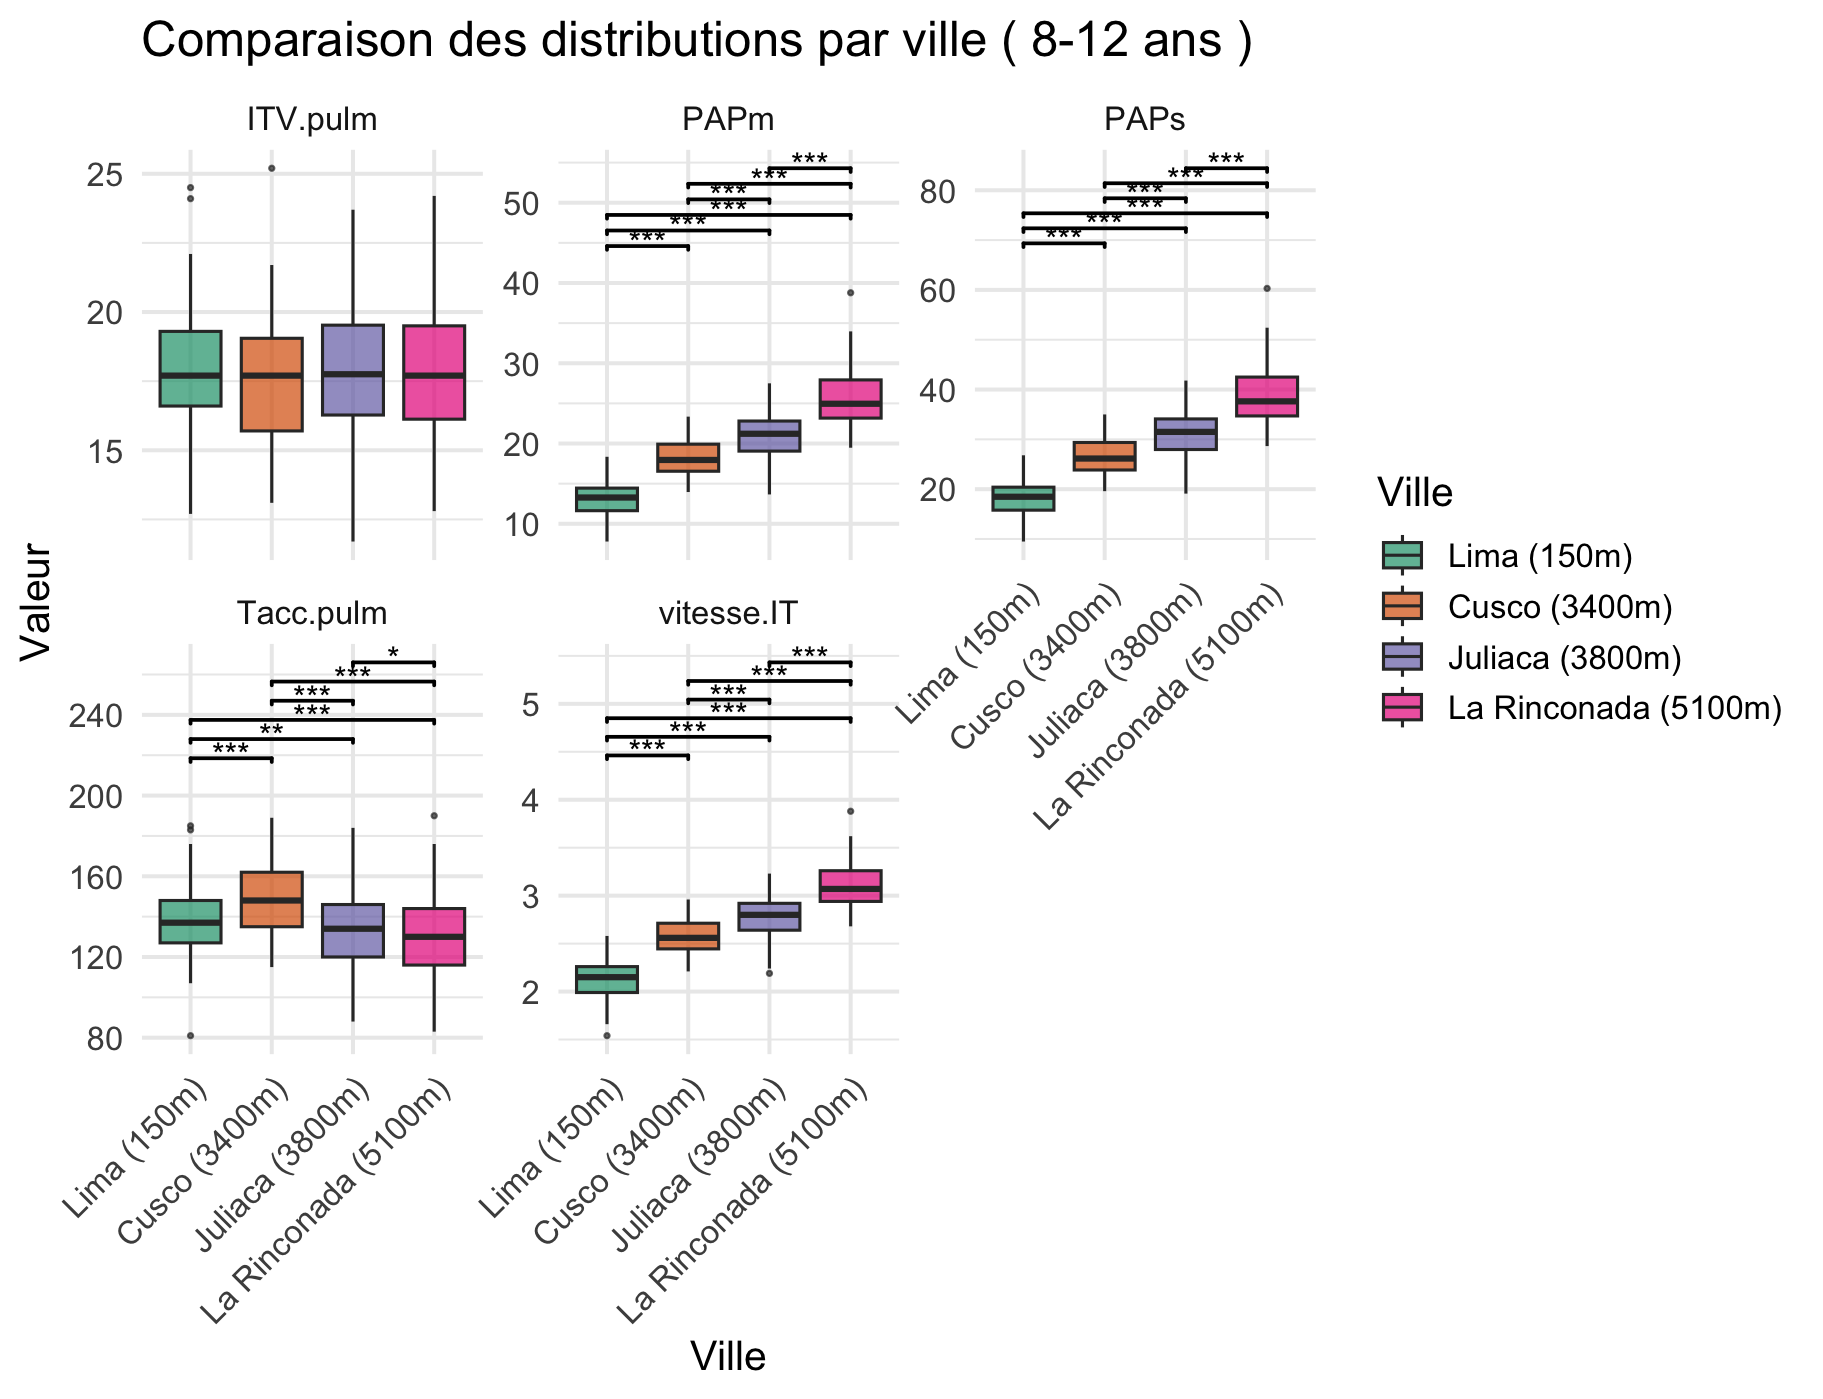 Comparaison des distributions par ville ( 8-12 ans )
ITV.pulm
PAPm
PAPs
25
20
15
***
***
***
***
***
***
50
40
30
20
10
***
***
***
***
***
***
80
60
40
20
Valeur
Tacc.pulm
vitesse.IT
*
***
***
***
**
***
240
200
160
120
80
***
***
***
***
***
***
5
4
3
2
Lima (150m)
Cusco (3400m)
Juliaca (3800m)
La Rinconada (5100m)
Ville
Lima (150m)
Cusco (3400m)
Juliaca (3800m)
La Rinconada (5100m)
Lima (150m)
Cusco (3400m)
Juliaca (3800m)
La Rinconada (5100m)
Lima (150m)
Cusco (3400m)
Juliaca (3800m)
La Rinconada (5100m)
Ville